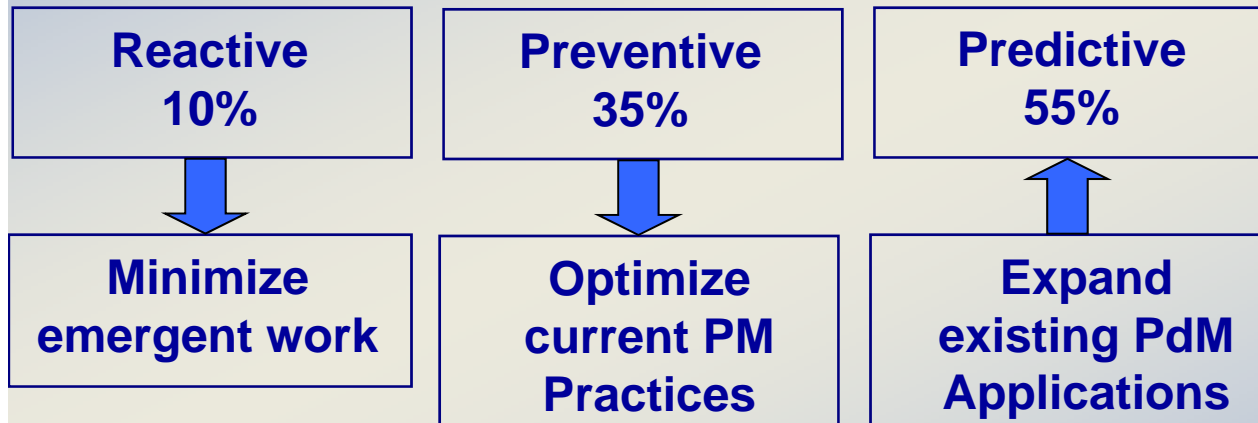 Reactive
10%
Preventive
35%
Predictive
55%
Minimize
emergent work
Optimize
current PM
Practices
Expand
existing PdM
Applications